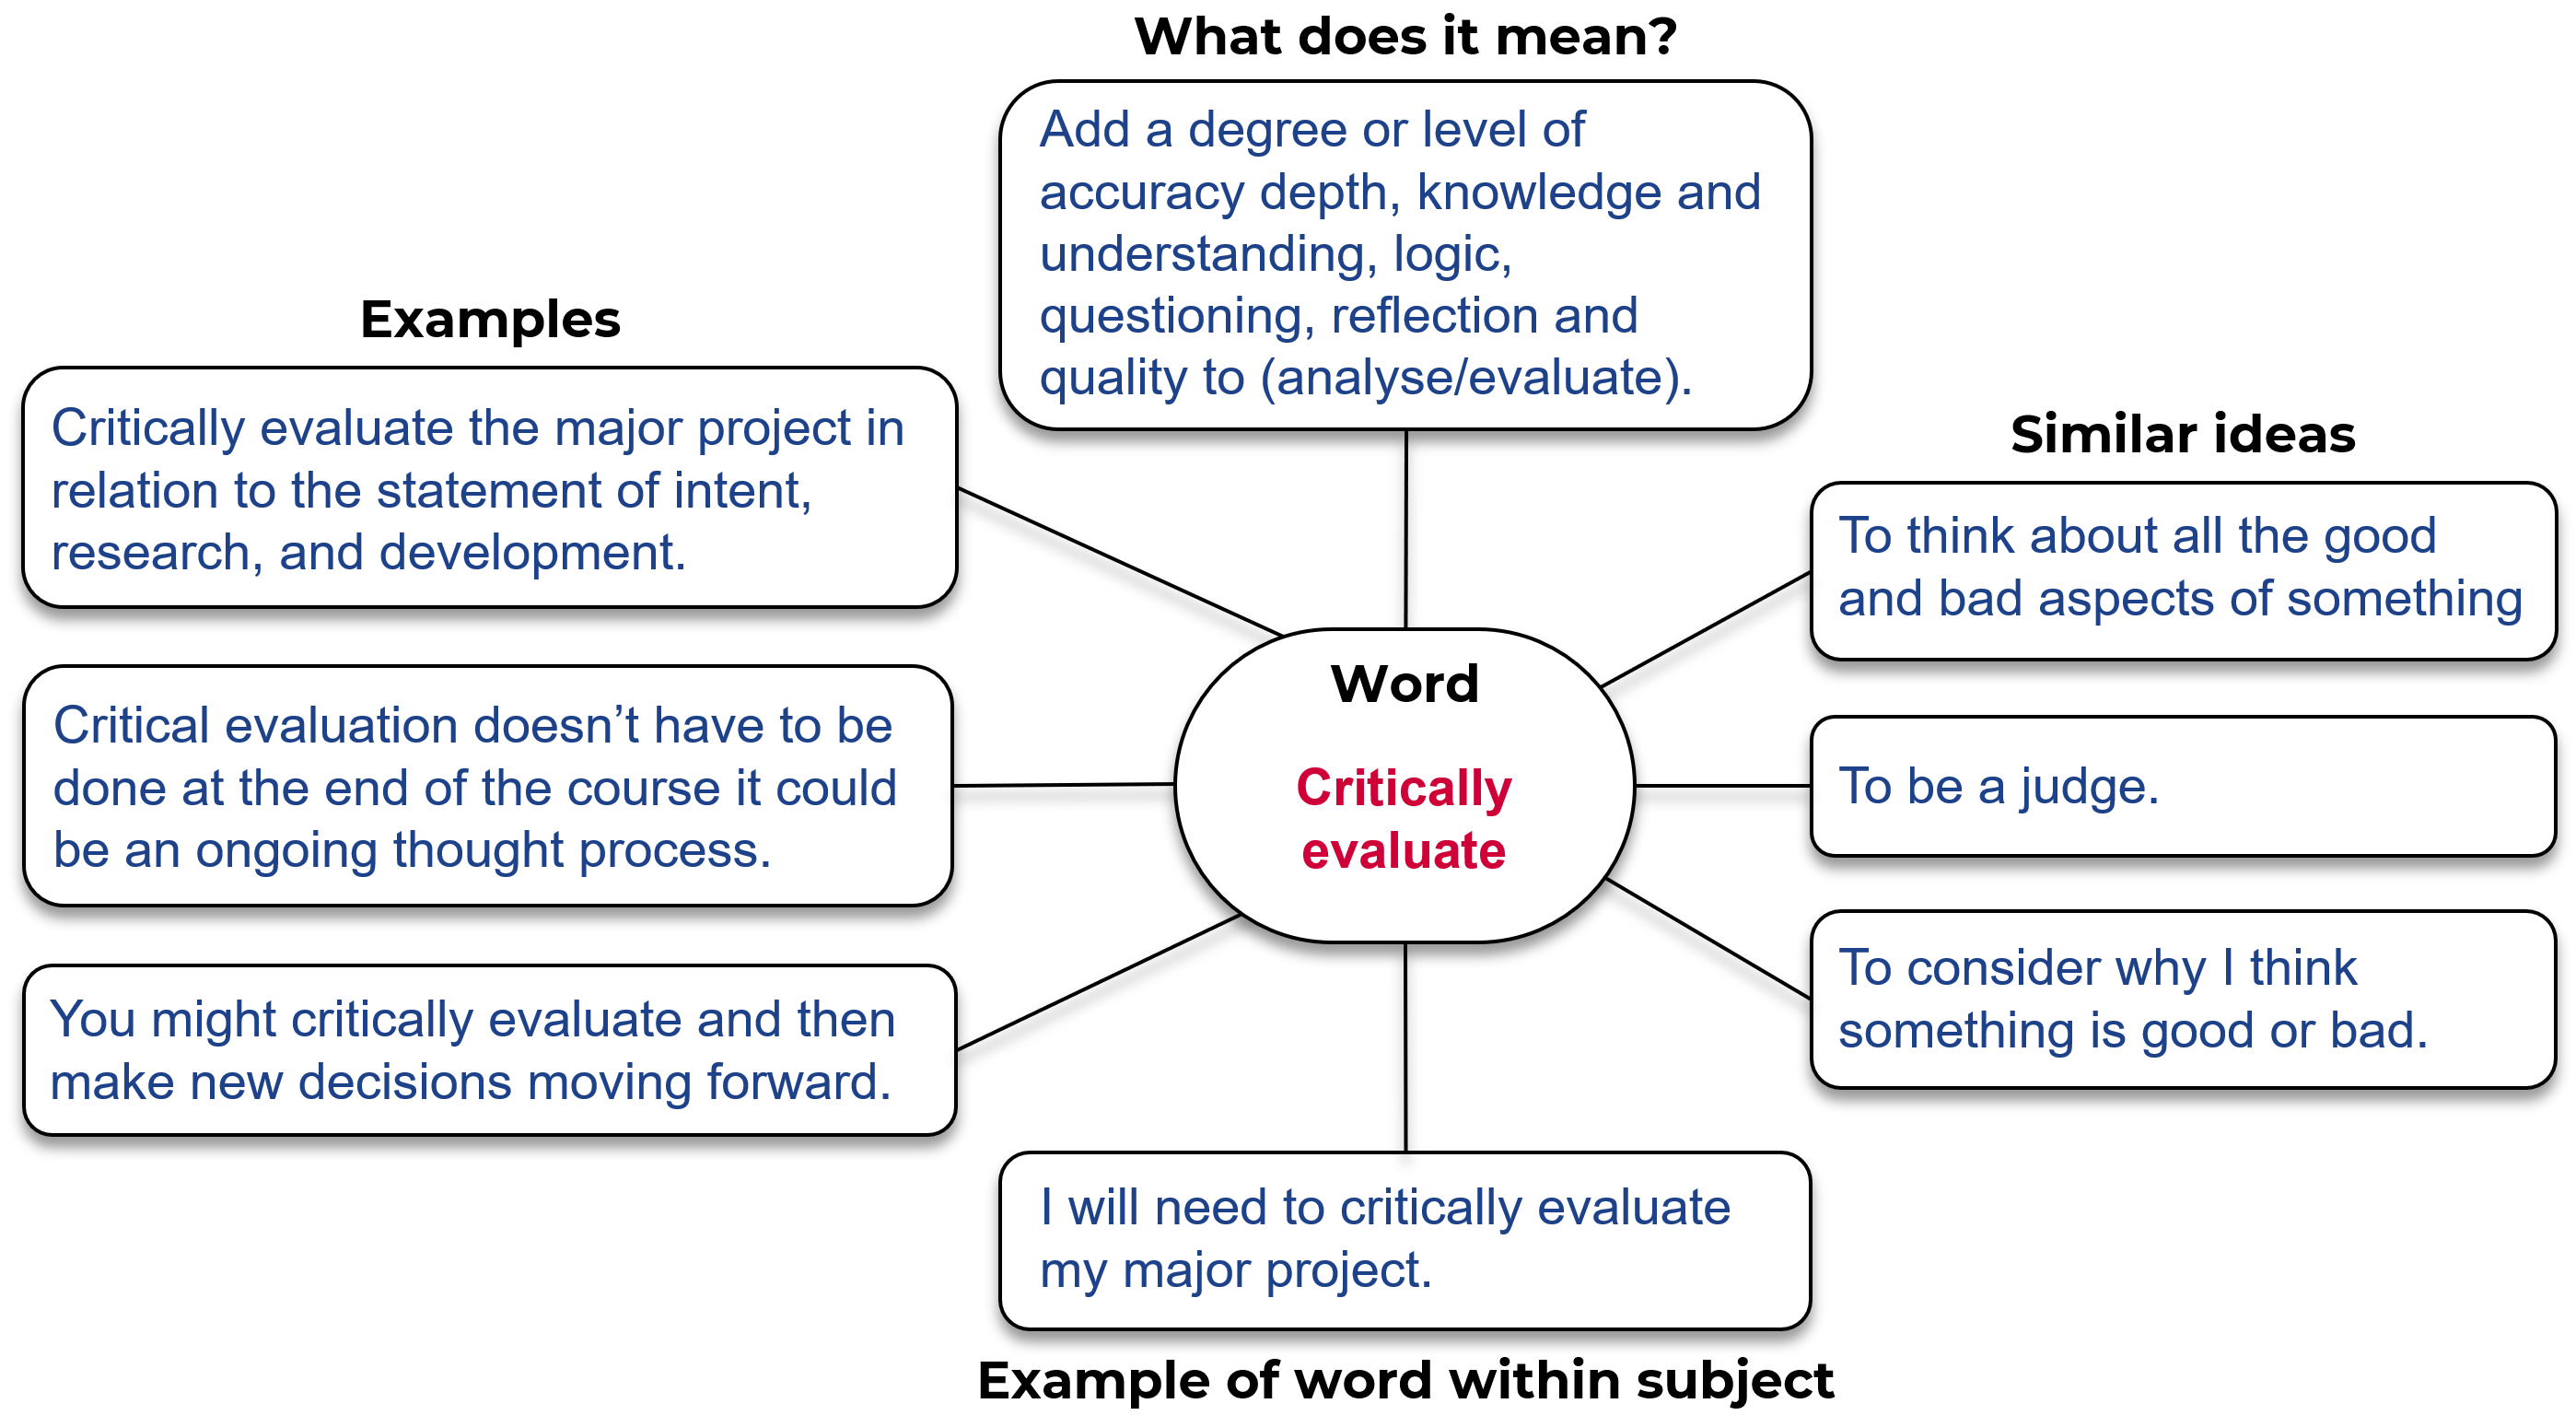 What does it mean?
Add a degree or level of
accuracy depth, knowledge and
understanding, logic,
questioning, reflection and
quality to (analyse/evaluate).
Examples
Critically evaluate the major project in
relation to the statement of intent,
research, and development.
Critical evaluation doesn’t have to be
done at the end of the course it could
be an ongoing thought process.
You might critically evaluate and then
make new decisions moving forward.
Word
Critically
evaluate
Similar ideas
To think about all the good
and bad aspects of something
To be a judge.
To consider why I think
something is good or bad.
I will need to critically evaluate
my major project.
Example of word within subject